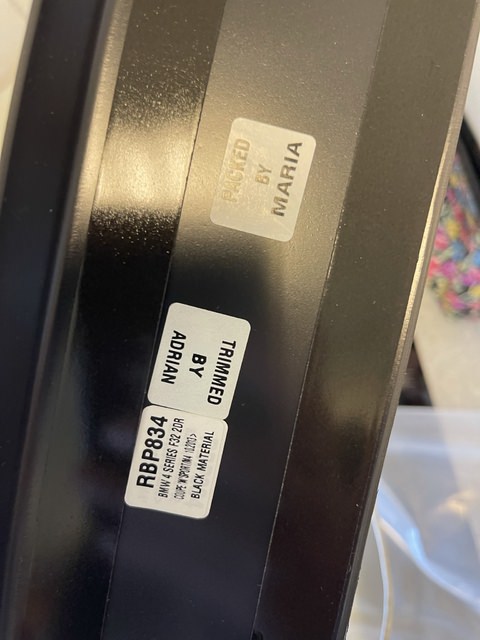 PACKED
BY
MARIA
TRIMMED
BY
ADRIAN
RBP834
BMW 4 SERIES F32 2DR
BLACK MATERIAL